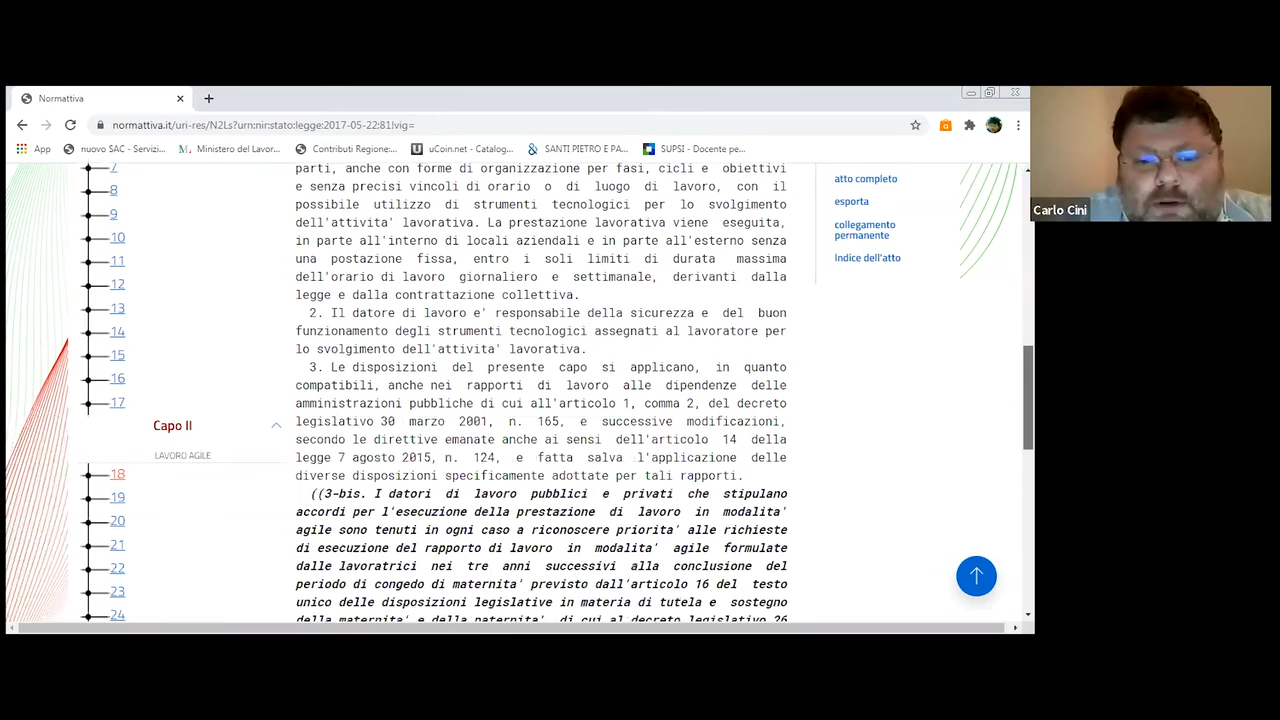 Normattiva
normattiva.it/uri-res/N2Ls?urn:nir:stato:legge:2017-05-22;81!vig=
App
nuovo SAC - Servizi...
Ministero del Lavor...
Contributi Regione:...
uCoin.net - Catalog...
SANTI PIETRO E PA...
SUPSI - Docente pe...
7
8
9
10
11
12
13
14
15
16
17
Capo II
LAVORO AGILE
18
19
20
21
22
23
24
parti, anche con forme di organizzazione per fasi, cicli e obiettivi
e senza precisi vincoli di orario o di luogo di lavoro, con il
possibile utilizzo di strumenti tecnologici per lo svolgimento
dell'attivita' lavorativa. La prestazione lavorativa viene eseguita,
in parte all'interno di locali aziendali e in parte all'esterno senza
una postazione fissa, entro i soli limiti di durata massima
dell'orario di lavoro giornaliero e settimanale, derivanti dalla
legge e dalla contrattazione collettiva.
2. Il datore di lavoro e' responsabile della sicurezza e del buon
funzionamento degli strumenti tecnologici assegnati al lavoratore per
lo svolgimento dell'attivita' lavorativa.
3. Le disposizioni del presente capo si applicano, in quanto
compatibili, anche nei rapporti di lavoro alle dipendenze delle
amministrazioni pubbliche di cui all'articolo 1, comma 2, del decreto
legislativo 30 marzo 2001, n. 165, e successive modificazioni,
secondo le direttive emanate anche ai sensi dell'articolo 14 della
legge 7 agosto 2015, n. 124, e fatta salva l'applicazione delle
diverse disposizioni specificamente adottate per tali rapporti.
((3-bis. I datori di lavoro pubblici e privati che stipulano
accordi per l'esecuzione della prestazione di lavoro in modalita'
agile sono tenuti in ogni caso a riconoscere priorita' alle richieste
di esecuzione del rapporto di lavoro in modalita' agile formulate
dalle lavoratrici nei tre anni successivi alla conclusione del
periodo di congedo di maternita' previsto dall'articolo 16 del testo
unico delle disposizioni legislative in materia di tutela e sostegno
della maternita' e della paternita', di cui al decreto legislativo 26
atto completo
esporta
collegamento
permanente
Indice dell'atto
Carlo Cini